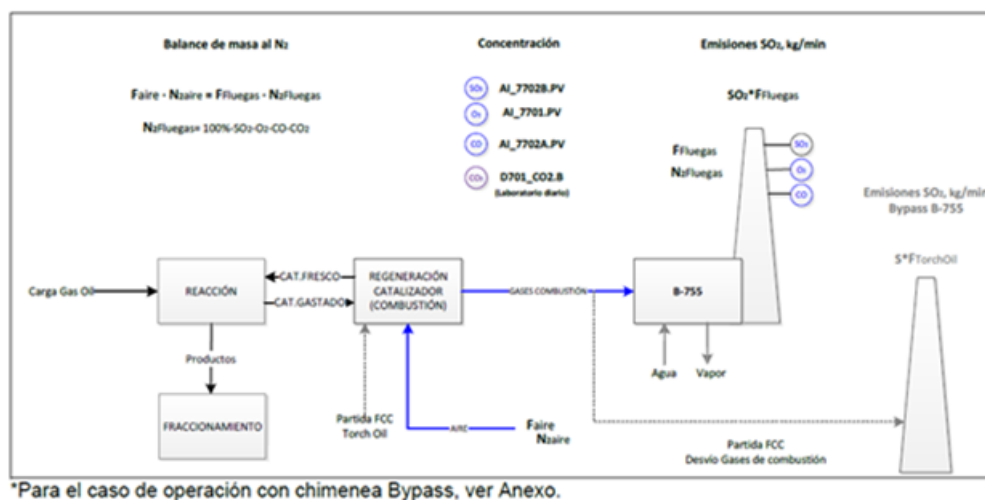 Balance de masa al N₂
Faire - N₂aire = FFluegas - N₂Fluegas
N₂Fluegas= 100%-SO₂-O₂-CO-CO₂
Concentración
SO₂ AI_7702B.PV
O₂ AI_7701.PV
CO AI_7702A.PV
CO₂ D701_CO2.B
(Laboratorio diario)
Emisiones SO₂, kg/min
SO₂*FFluegas
FFluegas
N₂Fluegas
SO₂
O₂
CO
Emisiones SO₂, kg/min
Bypass B-755
S*FTorchOil
Carga Gas Oil
REACCIÓN
CAT.FRESCO
CAT.GASTADO
REGENERACIÓN
CATALIZADOR
(COMBUSTIÓN)
GASES COMBUSTIÓN
B-755
Agua
Vapor
Productos
FRACCIONAMIENTO
Partida FCC
Torch Oil
AIRE
Faire
N₂aire
Partida FCC
Desvío Gases de combustión
*Para el caso de operación con chimenea Bypass, ver Anexo.